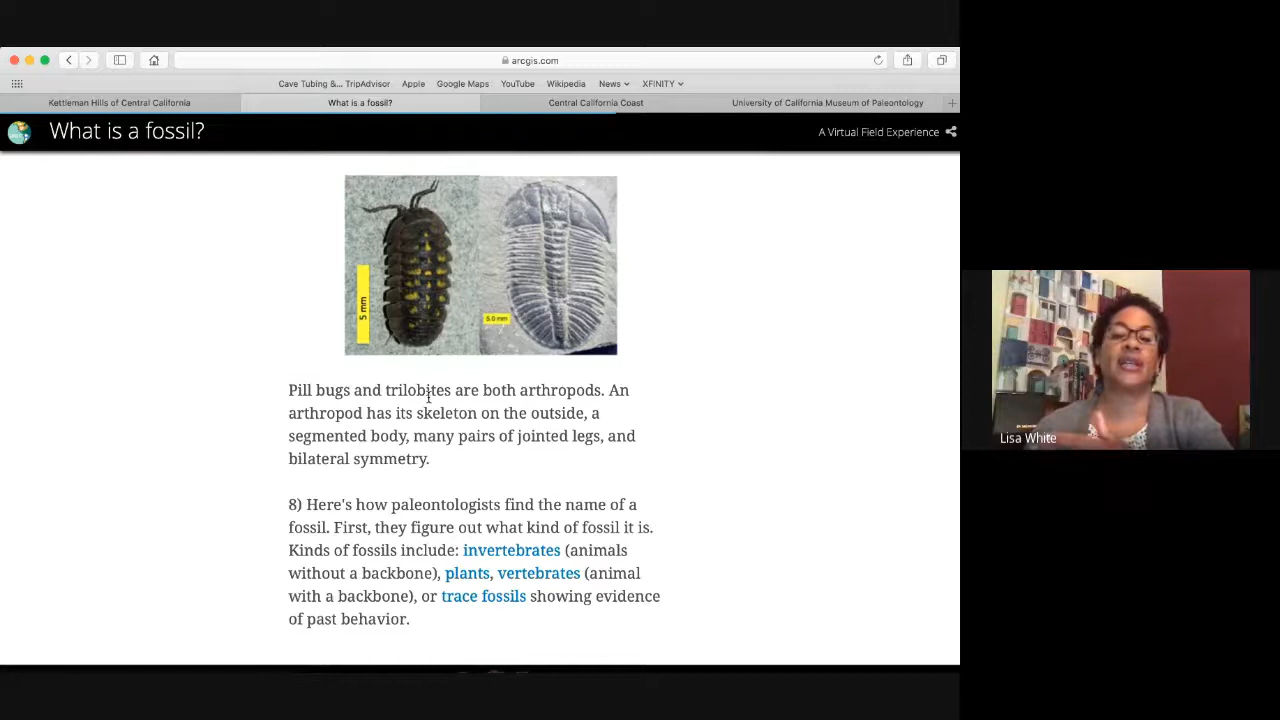 arcgis.com
Cave Tubing &... TripAdvisor Apple Google Maps YouTube Wikipedia News XFINITY
Kettleman Hills of Central California What is a fossil? Central California Coast University of California Museum of Paleontology
What is a fossil?
A Virtual Field Experience
5 mm
5.0 mm
Pill bugs and trilobites are both arthropods. An
arthropod has its skeleton on the outside, a
segmented body, many pairs of jointed legs, and
bilateral symmetry.
8) Here's how paleontologists find the name of a
fossil. First, they figure out what kind of fossil it is.
Kinds of fossils include: invertebrates (animals
without a backbone), plants, vertebrates (animal
with a backbone), or trace fossils showing evidence
of past behavior.
Lisa White